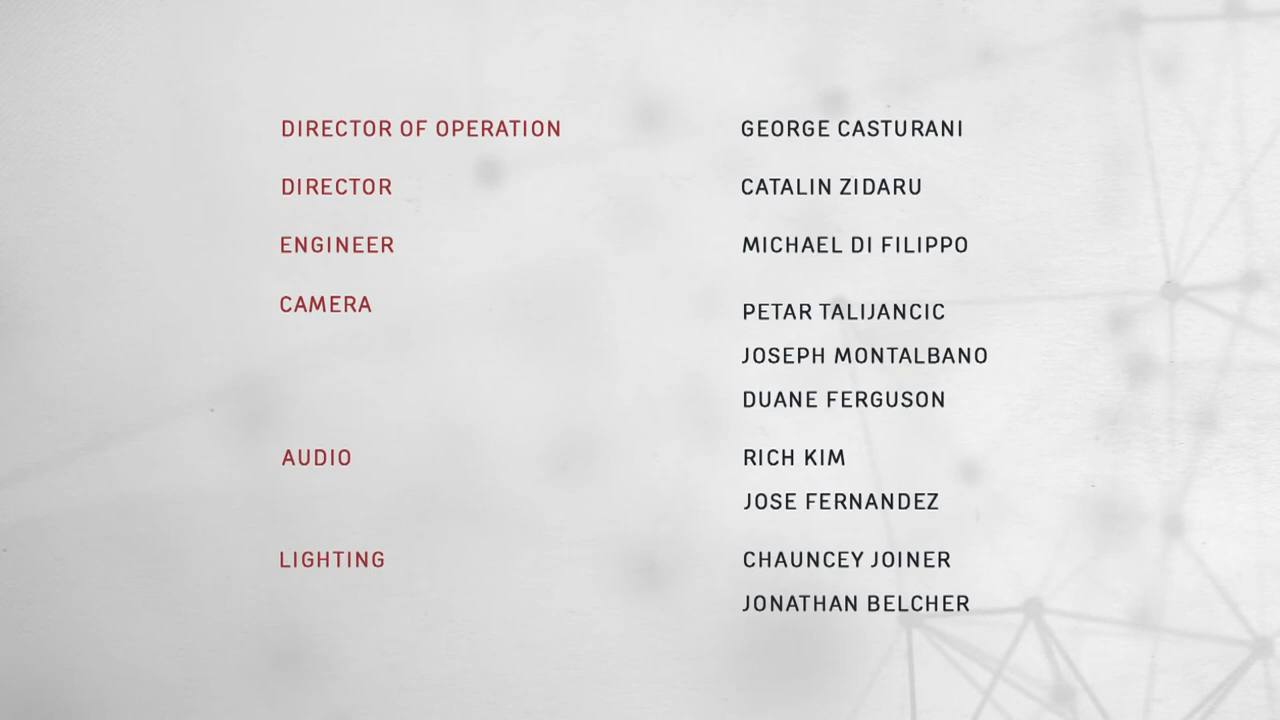 DIRECTOR OF OPERATION GEORGE CASTURANI
DIRECTOR CATALIN ZIDARU
ENGINEER MICHAEL DI FILIPPO
CAMERA PETAR TALIJANCIC
JOSEPH MONTALBANO
DUANE FERGUSON
AUDIO RICH KIM
JOSE FERNANDEZ
LIGHTING CHAUNCEY JOINER
JONATHAN BELCHER